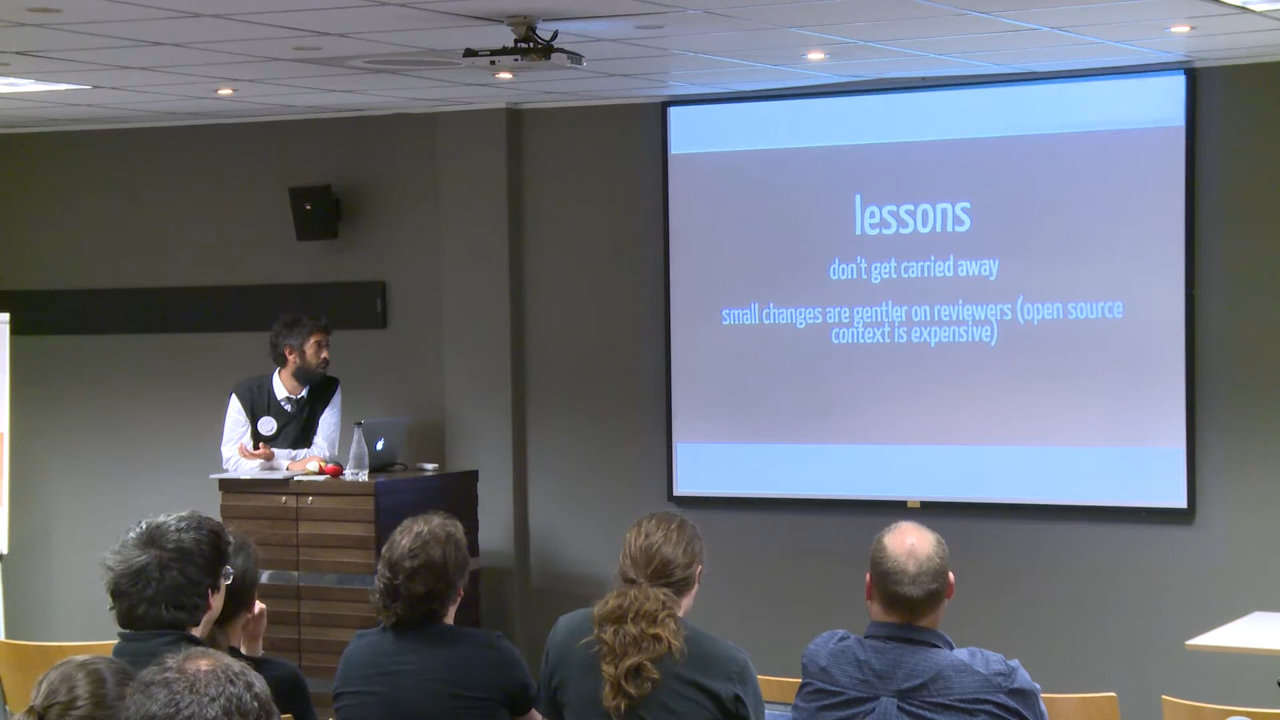 lessons
don't get carried away
small changes are gentler on reviewers (open source
context is expensive)